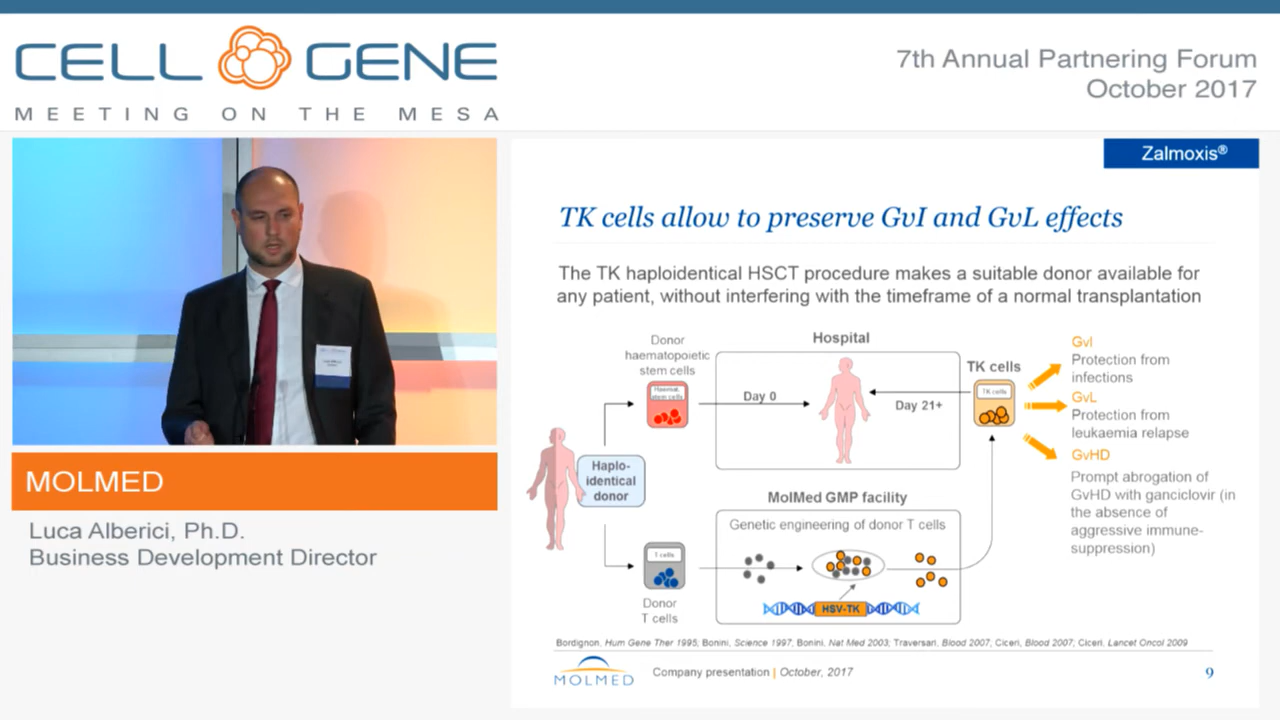 CELL GENE
MEETING ON THE MESA
7th Annual Partnering Forum
October 2017
MOLMED
Luca Alberici, Ph.D.
Business Development Director
Zalmoxis®
TK cells allow to preserve GvI and GvL effects
The TK haploidentical HSCT procedure makes a suitable donor available for
any patient, without interfering with the timeframe of a normal transplantation
Donor
haematopoietic
stem cells
Haemat.
stem cells
Hospital
Day 0
Day 21+
TK cells
TK cells
GvI
Protection from
infections
GvL
Protection from
leukaemia relapse
GvHD
Prompt abrogation of
GvHD with ganciclovir (in
the absence of
aggressive immune-
suppression)
Haplo-
identical
donor
MolMed GMP facility
Genetic engineering of donor T cells
HSV-TK
T cells
Donor
T cells
Bordignon, Hum Gene Ther 1995; Bonini, Science 1997; Bonini, Nat Med 2003; Traversari, Blood 2007; Ciceri, Blood 2007; Ciceri, Lancet Oncol 2009
MOLMED
Company presentation | October, 2017
9